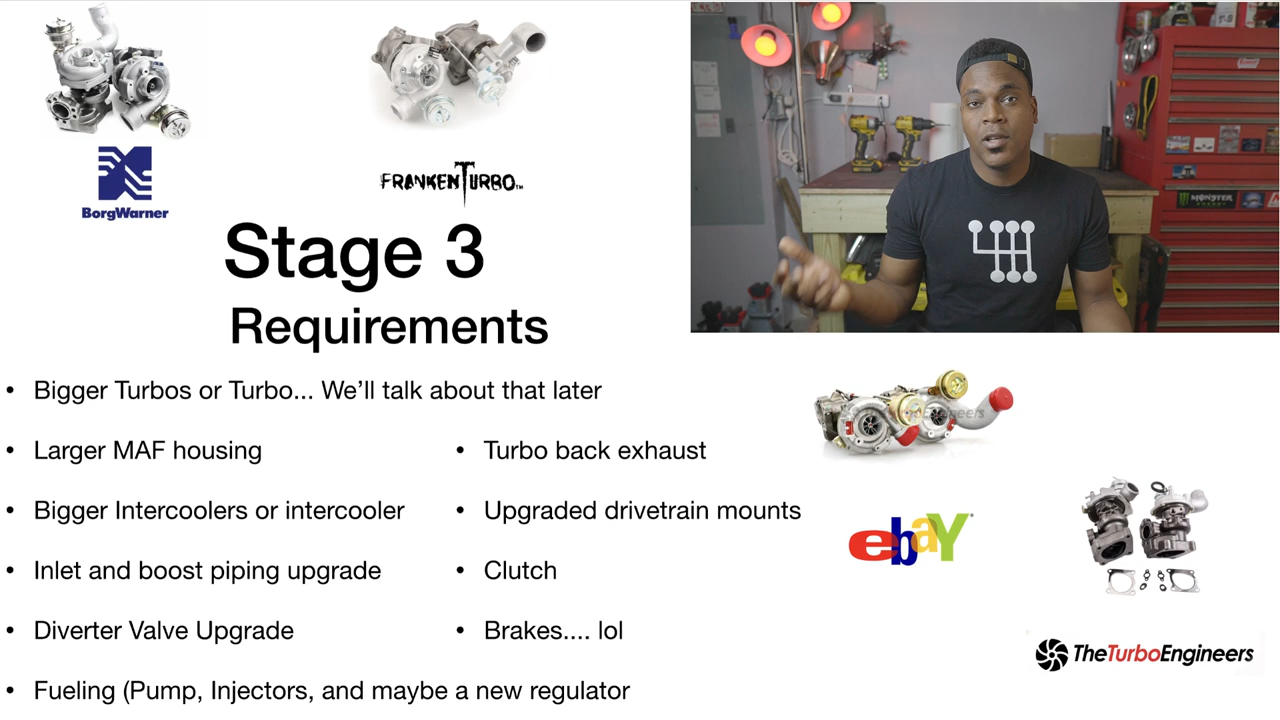 BorgWarner
FRANKENTURBO™
Stage 3
Requirements
• Bigger Turbos or Turbo... We’ll talk about that later
• Larger MAF housing
• Bigger Intercoolers or intercooler
• Inlet and boost piping upgrade
• Diverter Valve Upgrade
• Fueling (Pump, Injectors, and maybe a new regulator
• Turbo back exhaust
• Upgraded drivetrain mounts
• Clutch
• Brakes.... lol
MONSTER
ebaY
TheTurboEngineers